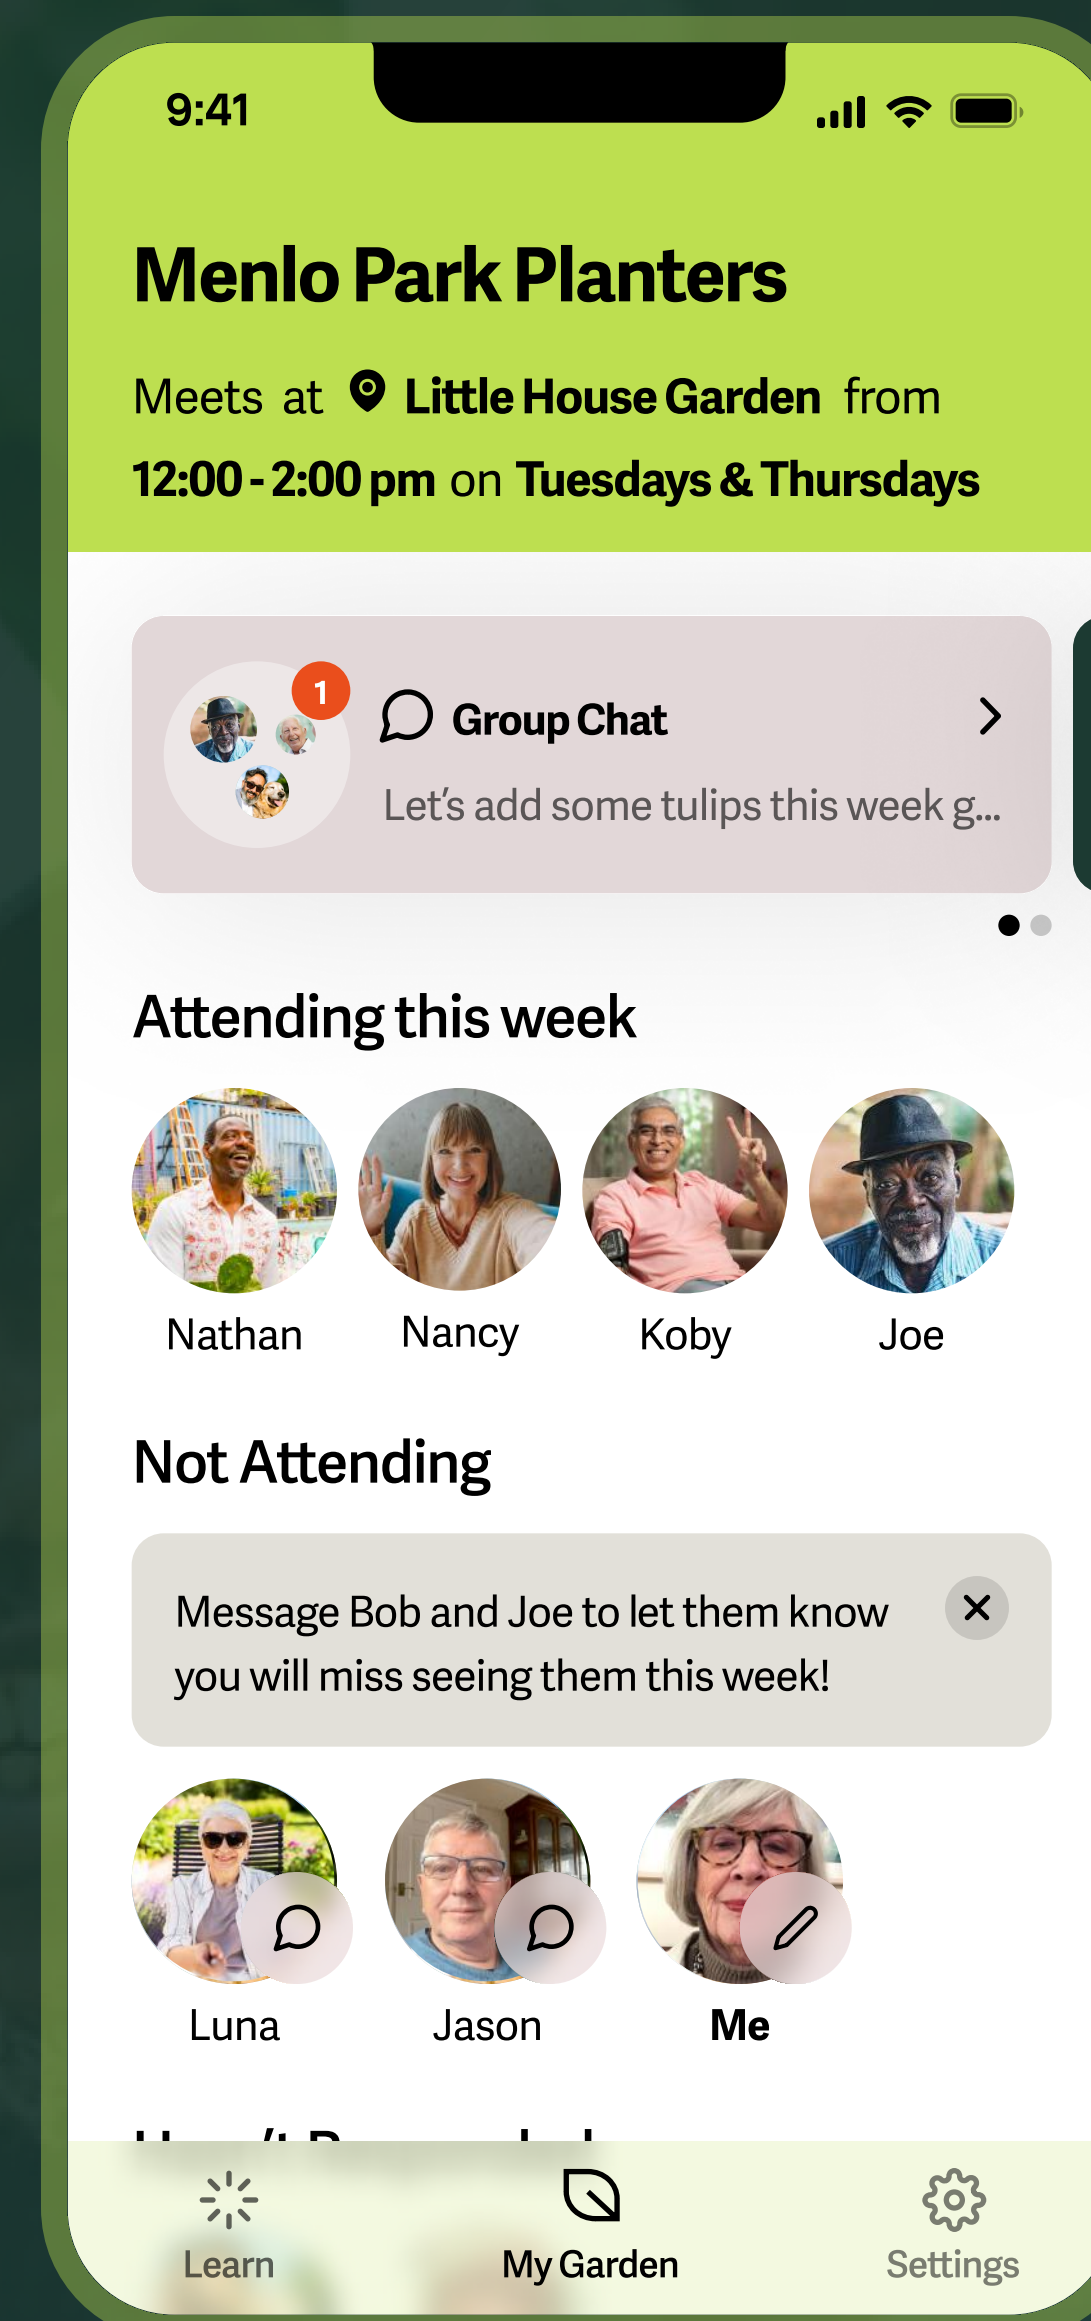 9:41
Menlo Park Planters
Meets at Little House Garden from
12:00 - 2:00 pm on Tuesdays & Thursdays
1
Group Chat
Let's add some tulips this week g...
Attending this week
Nathan Nancy Koby Joe
Not Attending
Message Bob and Joe to let them know
you will miss seeing them this week!
Luna Jason Me
Learn My Garden Settings